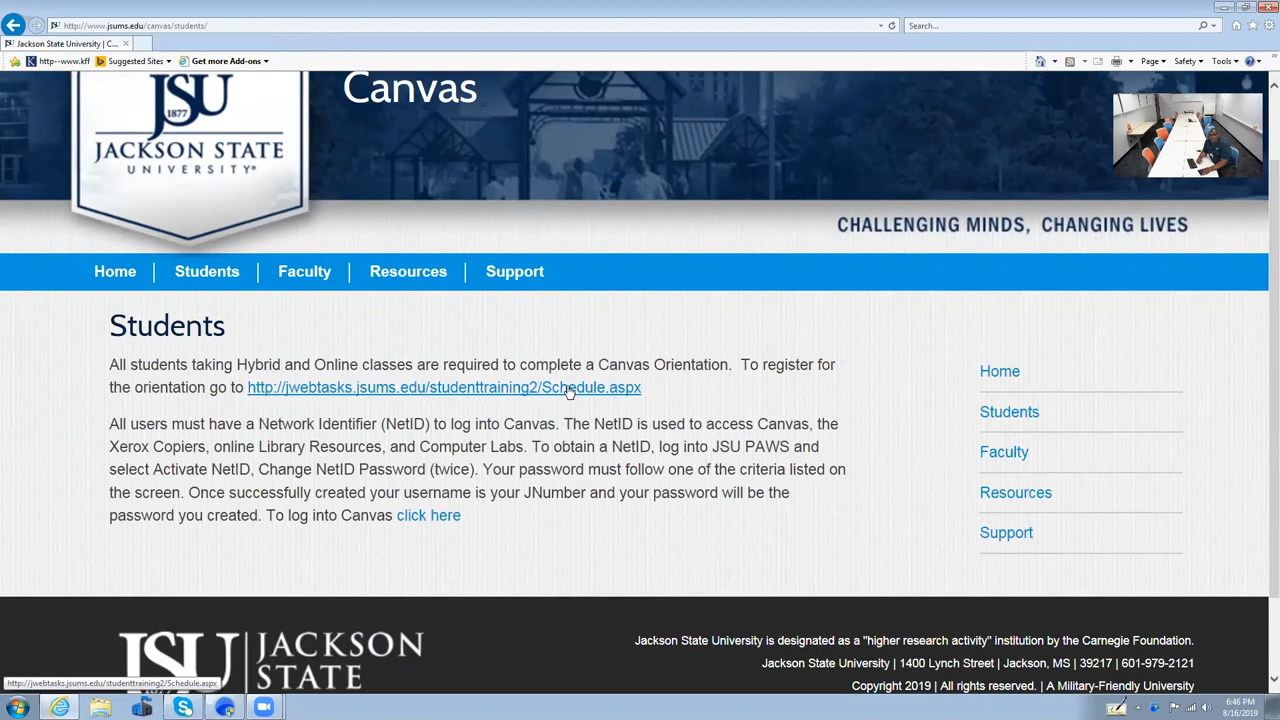 http://www.jsums.edu/canvas/students/
Search...
Jackson State University | C...
http--www.kff
Suggested Sites
Get more Add-ons
Page
Safety
Tools
JSU
1877
JACKSON STATE
UNIVERSITY
Canvas
CHALLENGING MINDS, CHANGING LIVES
Home
Students
Faculty
Resources
Support
Students
All students taking Hybrid and Online classes are required to complete a Canvas Orientation. To register for
the orientation go to http://jwebtasks.jsums.edu/studenttraining2/Schedule.aspx
All users must have a Network Identifier (NetID) to log into Canvas. The NetID is used to access Canvas, the
Xerox Copiers, online Library Resources, and Computer Labs. To obtain a NetID, log into JSU PAWS and
select Activate NetID, Change NetID Password (twice). Your password must follow one of the criteria listed on
the screen. Once successfully created your username is your JNumber and your password will be the
password you created. To log into Canvas click here
Home
Students
Faculty
Resources
Support
JSU
JACKSON
STATE
Jackson State University is designated as a "higher research activity" institution by the Carnegie Foundation.
Jackson State University | 1400 Lynch Street | Jackson, MS | 39217 | 601-979-2121
Copyright 2019 | All rights reserved. | A Military-Friendly University
http://jwebtasks.jsums.edu/studenttraining2/Schedule.aspx
6:46 PM
8/16/2019